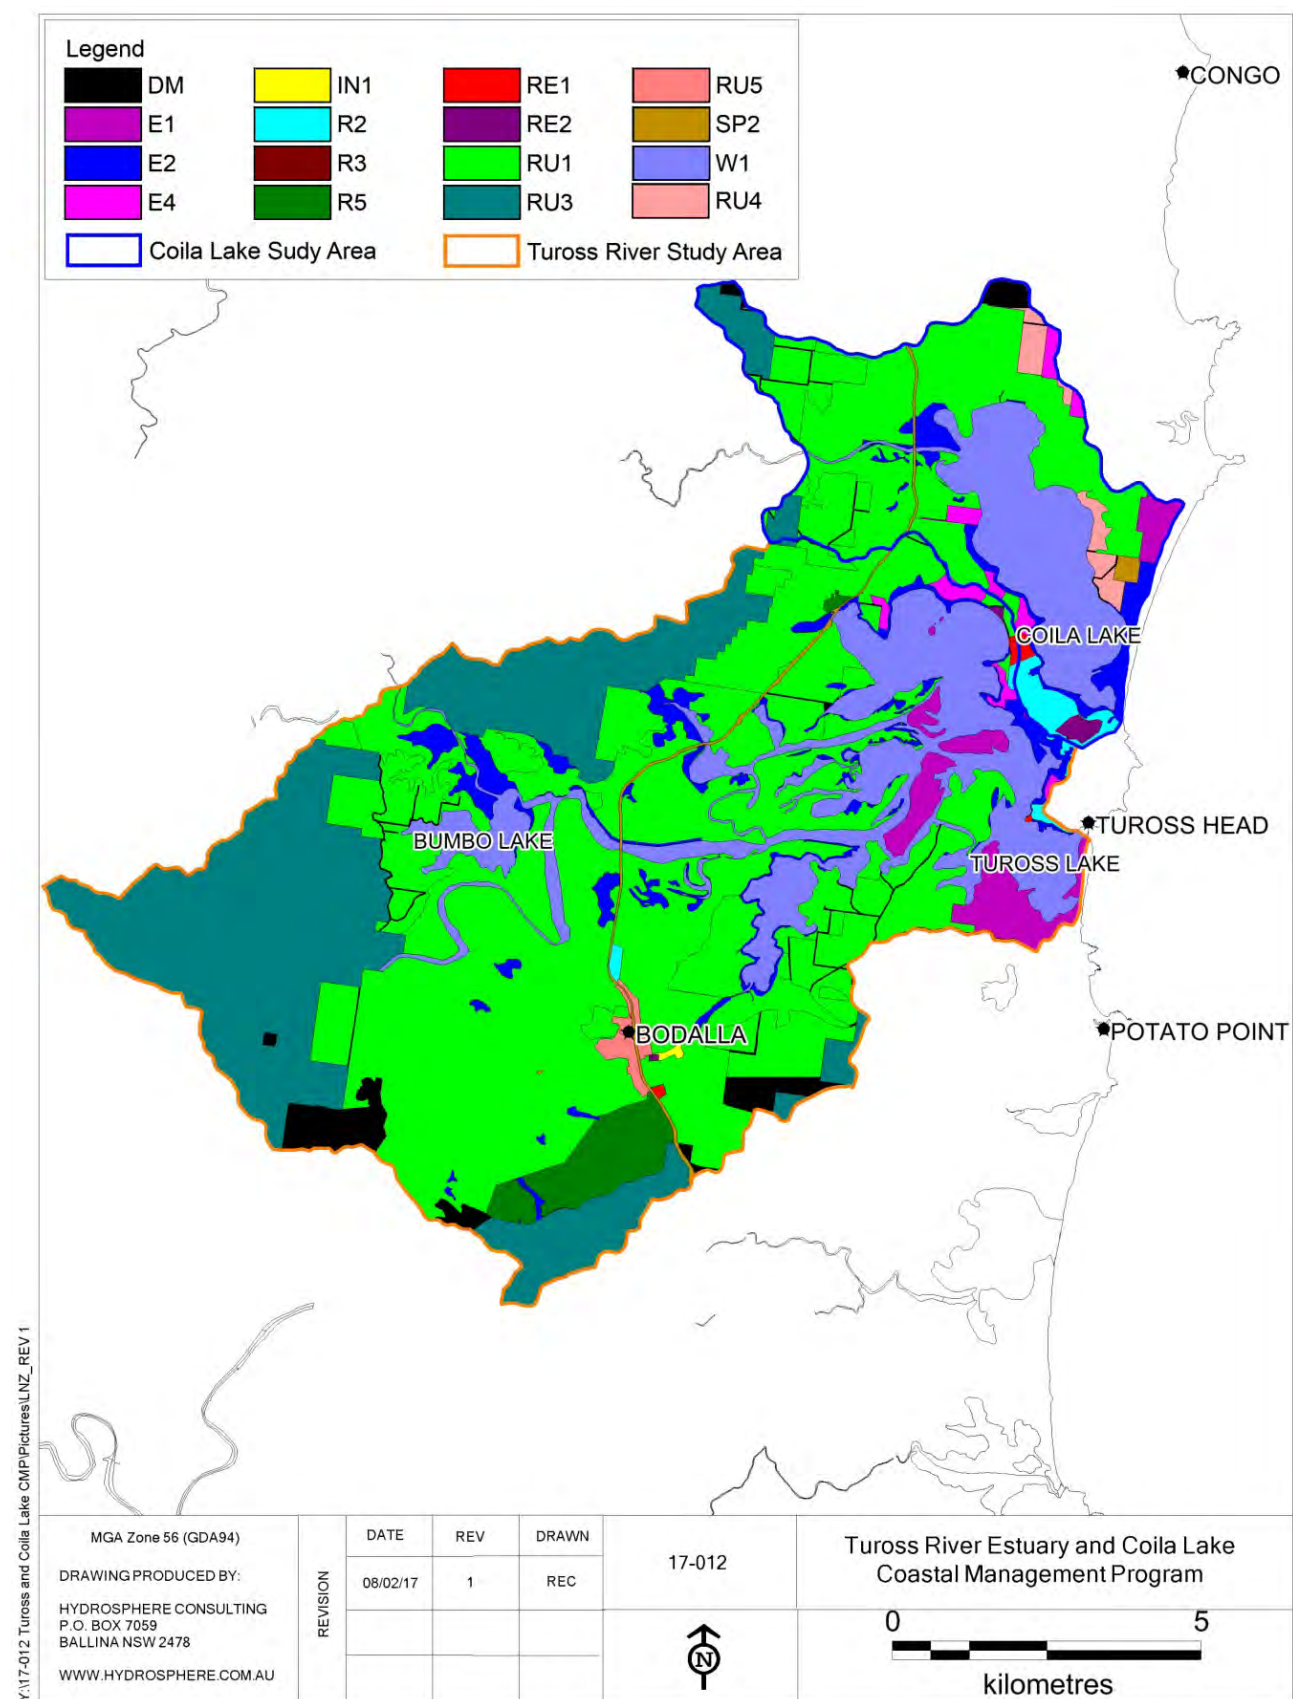 Legend
DM
IN1
RE1
RU5
E1
R2
RE2
SP2
E2
R3
RU1
W1
E4
R5
RU3
RU4
Coila Lake Sudy Area
Tuross River Study Area
CONGO
COILA LAKE
BUMBO LAKE
TUROSS HEAD
TUROSS LAKE
BODALLA
POTATO POINT
Y:\17-012 Tuross and Coila Lake CMP\Pictures\LNZ_REV 1
MGA Zone 56 (GDA94)
DRAWING PRODUCED BY:
HYDROSPHERE CONSULTING
P.O. BOX 7059
BALLINA NSW 2478
WWW.HYDROSPHERE.COM.AU
REVISION
DATE
REV
DRAWN
08/02/17
1
REC
17-012
N
Tuross River Estuary and Coila Lake
Coastal Management Program
0
5
kilometres